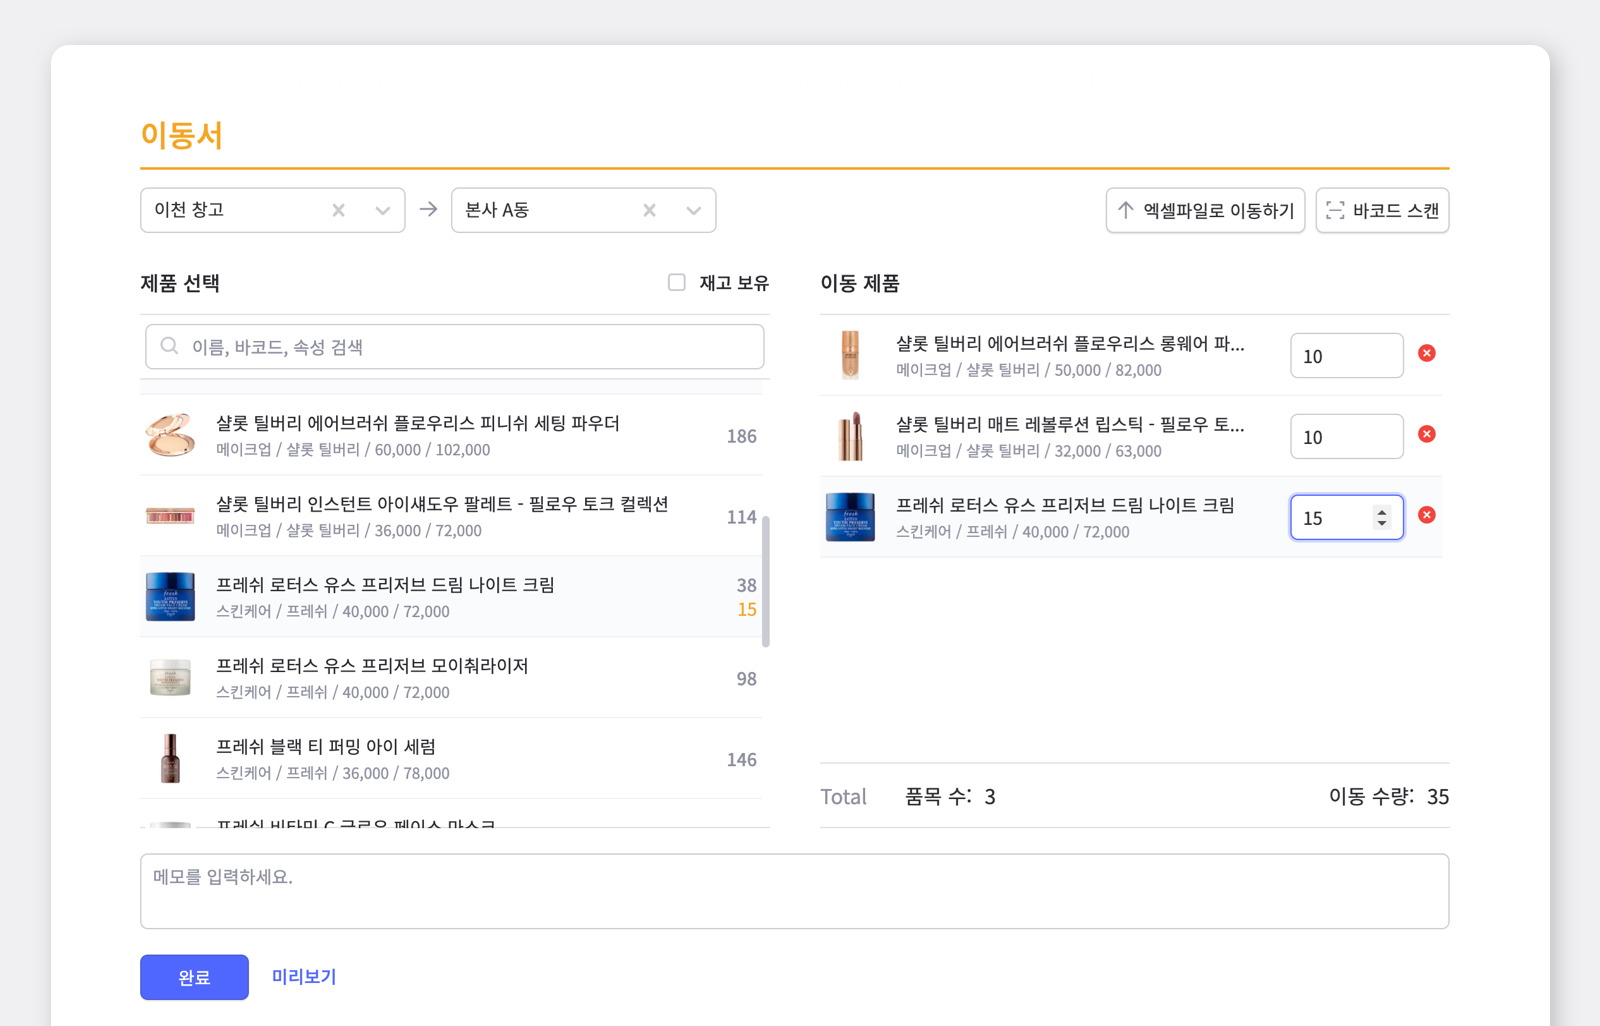 이동서
이천 창고
본사 A동
엑셀파일로 이동하기
바코드 스캔
제품 선택
재고 보유
이름, 바코드, 속성 검색
샬롯 틸버리 에어브러쉬 플로우리스 피니쉬 세팅 파우더
메이크업 / 샬롯 틸버리 / 60,000 / 102,000
186
샬롯 틸버리 인스턴트 아이섀도우 팔레트 - 필로우 토크 컬렉션
메이크업 / 샬롯 틸버리 / 36,000 / 72,000
114
프레쉬 로터스 유스 프리저브 드림 나이트 크림
스킨케어 / 프레쉬 / 40,000 / 72,000
38
15
프레쉬 로터스 유스 프리저브 모이춰라이저
스킨케어 / 프레쉬 / 40,000 / 72,000
98
프레쉬 블랙 티 퍼밍 아이 세럼
스킨케어 / 프레쉬 / 36,000 / 78,000
146
프레쉬 비타민 C 글로우 페이스 마스크
이동 제품
샬롯 틸버리 에어브러쉬 플로우리스 롱웨어 파...
메이크업 / 샬롯 틸버리 / 50,000 / 82,000
10
샬롯 틸버리 매트 레볼루션 립스틱 - 필로우 토...
메이크업 / 샬롯 틸버리 / 32,000 / 63,000
10
프레쉬 로터스 유스 프리저브 드림 나이트 크림
스킨케어 / 프레쉬 / 40,000 / 72,000
15
Total 품목 수: 3 이동 수량: 35
메모를 입력하세요.
완료
미리보기